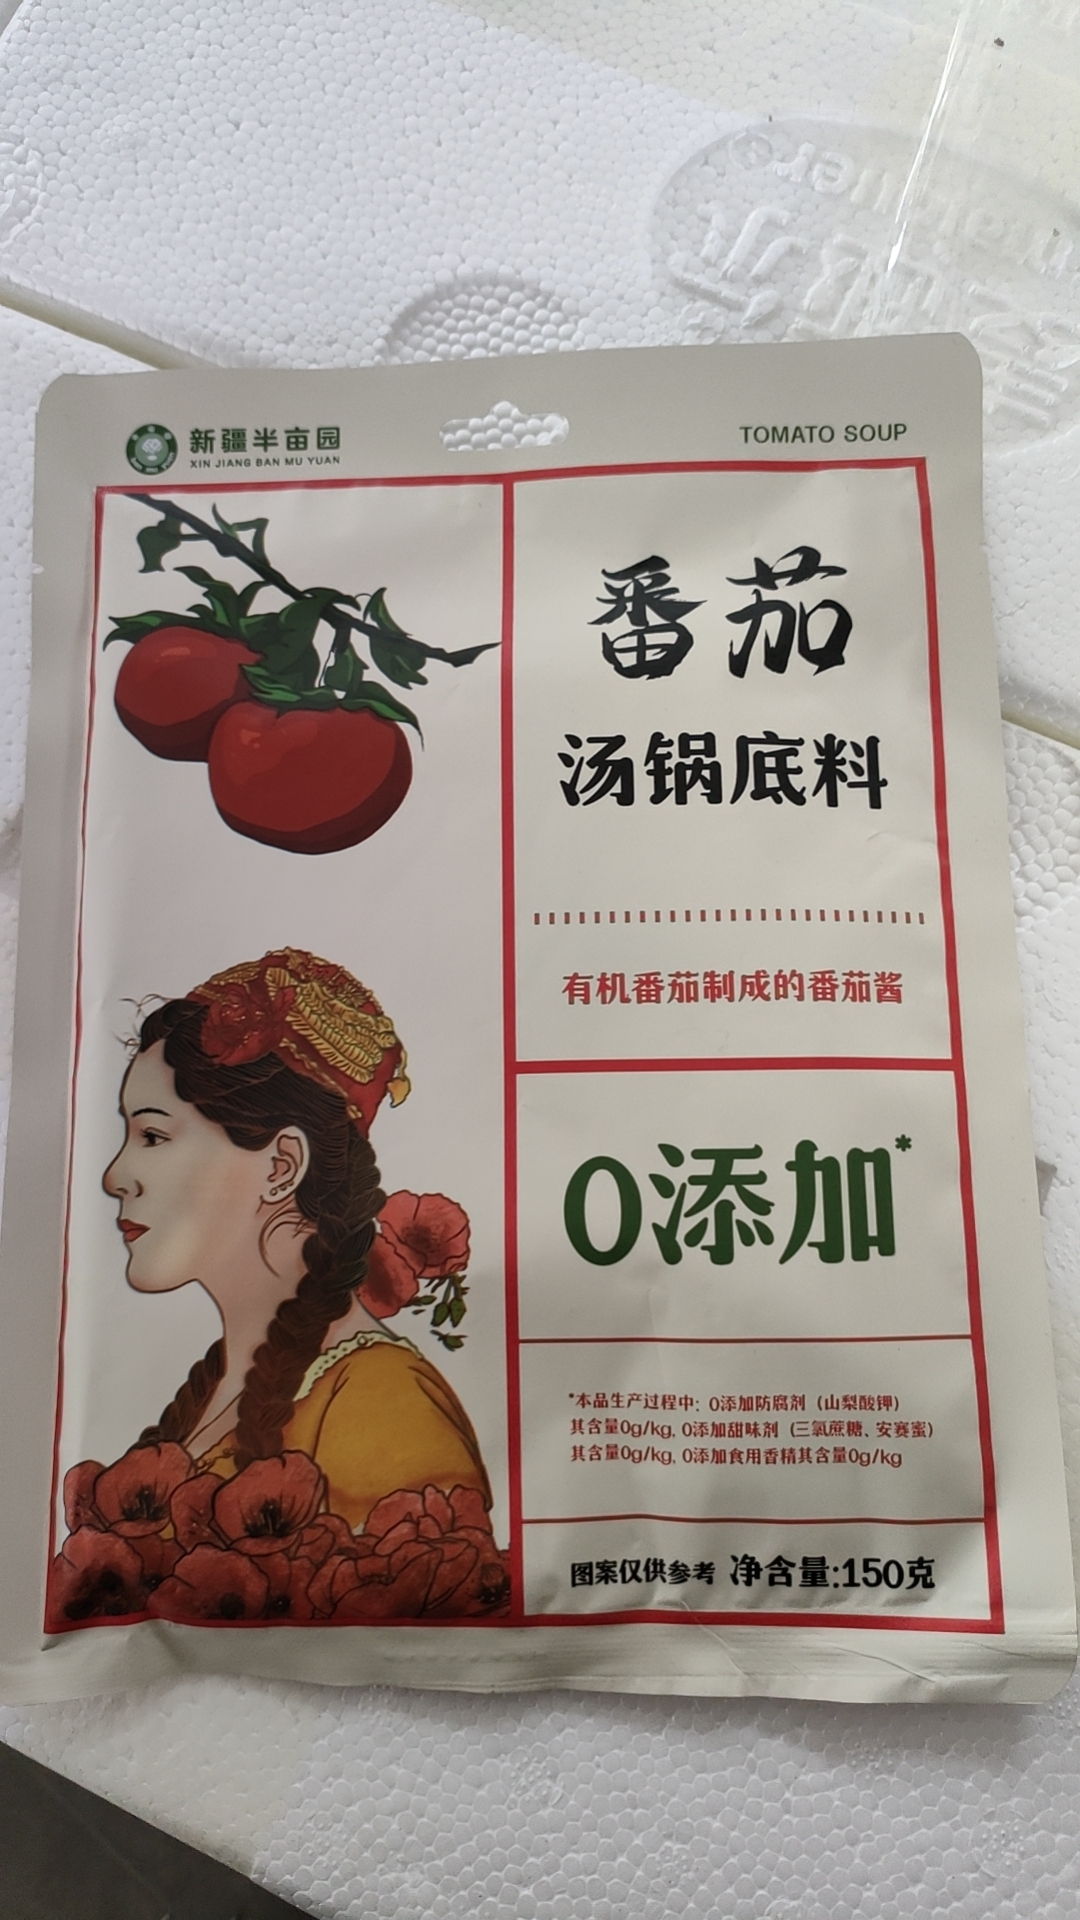 新疆半亩园
XIN JIANG BAN MU YUAN
TOMATO SOUP
番茄
汤锅底料
有机番茄制成的番茄酱
0添加*
*本品生产过程中: 0添加防腐剂（山梨酸钾）
其含量0g/kg, 0添加甜味剂（三氯蔗糖、安赛蜜）
其含量0g/kg, 0添加食用香精其含量0g/kg
图案仅供参考 净含量:150克